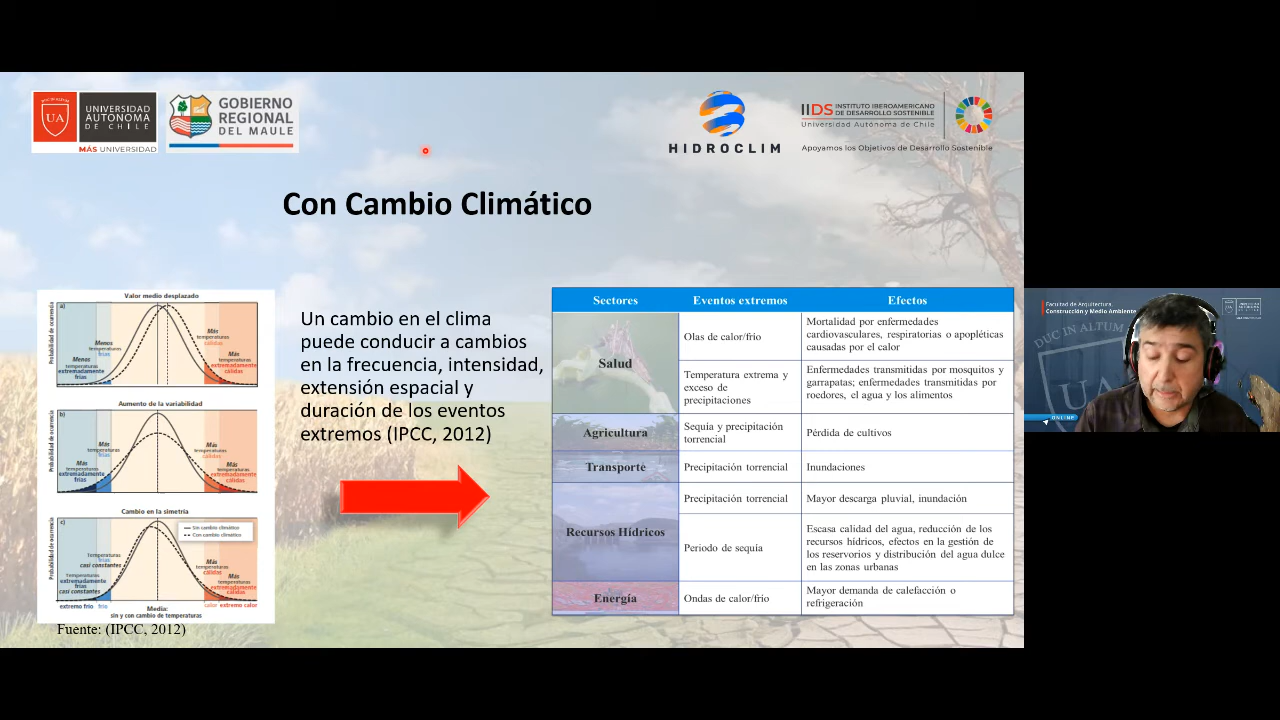 UA
UNIVERSIDAD
AUTÓNOMA
DE CHILE
MÁS UNIVERSIDAD
GOBIERNO
REGIONAL
DEL MAULE
HIDROCLIM
IIDS INSTITUTO IBEROAMERICANO
DE DESARROLLO SOSTENIBLE
Universidad Autónoma de Chile
Apoyamos los Objetivos de Desarrollo Sostenible
Con Cambio Climático
Valor medio desplazado
a)
Probabilidad de ocurrencia
Menos
temperaturas
frías
Menos
temperaturas
extremadamente
frías
Más
temperaturas
cálidas
Más
temperaturas
extremadamente
cálidas
Aumento de la variabilidad
b)
Probabilidad de ocurrencia
Más
temperaturas
frías
Más
temperaturas
extremadamente
frías
Más
temperaturas
cálidas
Más
temperaturas
extremadamente
cálidas
Cambio en la simetría
c)
Probabilidad de ocurrencia
Sin cambio climático
Con cambio climático
Temperaturas
frías
casi constantes
Temperaturas
extremadamente
frías
casi constantes
Más
temperaturas
cálidas
Más
temperaturas
extremadamente
cálidas
extremo frío
frío
Media:
sin y con cambio de temperaturas
calor
extremo calor
Fuente: (IPCC, 2012)
Un cambio en el clima
puede conducir a cambios
en la frecuencia, intensidad,
extensión espacial y
duración de los eventos
extremos (IPCC, 2012)
Sectores Eventos extremos Efectos
Salud
Olas de calor/frío
Mortalidad por enfermedades
cardiovasculares, respiratorias o apopléticas
causadas por el calor
Temperatura extrema y
exceso de
precipitaciones
Enfermedades transmitidas por mosquitos y
garrapatas; enfermedades transmitidas por
roedores, el agua y los alimentos
Agricultura
Sequía y precipitación
torrencial
Pérdida de cultivos
Transporte
Precipitación torrencial
Inundaciones
Recursos Hídricos
Precipitación torrencial
Mayor descarga pluvial, inundación
Periodo de sequía
Escasa calidad del agua, reducción de los
recursos hídricos, efectos en la gestión de
los reservorios y distribución del agua dulce
en las zonas urbanas
Energía
Ondas de calor/frío
Mayor demanda de calefacción o
refrigeración
Facultad de Arquitectura,
Construcción y Medio Ambiente
DUC IN ALTUM
UA
ONLINE